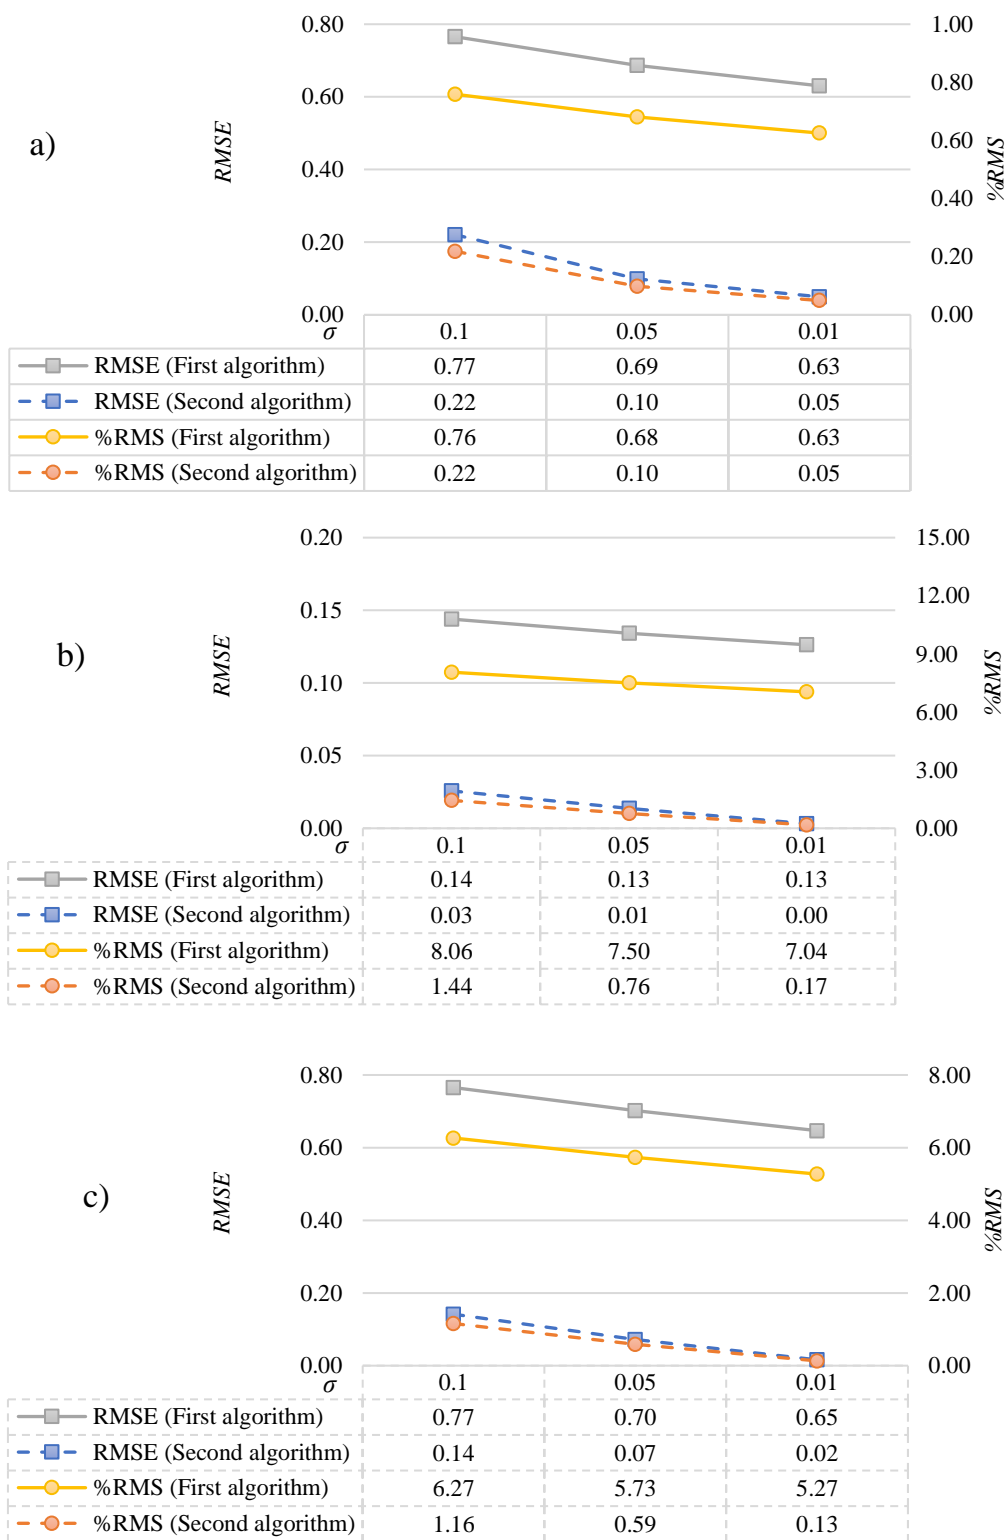 a)
RMSE
%RMS
0.80 1.00
0.80
0.60
0.60
0.40
0.40
0.20
0.20
0.00 0.00
σ 0.1 0.05 0.01
RMSE (First algorithm) 0.77 0.69 0.63
RMSE (Second algorithm) 0.22 0.10 0.05
%RMS (First algorithm) 0.76 0.68 0.63
%RMS (Second algorithm) 0.22 0.10 0.05
b)
RMSE
%RMS
0.20 15.00
12.00
0.15
9.00
0.10
6.00
0.05
3.00
0.00 0.00
σ 0.1 0.05 0.01
RMSE (First algorithm) 0.14 0.13 0.13
RMSE (Second algorithm) 0.03 0.01 0.00
%RMS (First algorithm) 8.06 7.50 7.04
%RMS (Second algorithm) 1.44 0.76 0.17
c)
RMSE
%RMS
0.80 8.00
0.60 6.00
0.40 4.00
0.20 2.00
0.00 0.00
σ 0.1 0.05 0.01
RMSE (First algorithm) 0.77 0.70 0.65
RMSE (Second algorithm) 0.14 0.07 0.02
%RMS (First algorithm) 6.27 5.73 5.27
%RMS (Second algorithm) 1.16 0.59 0.13